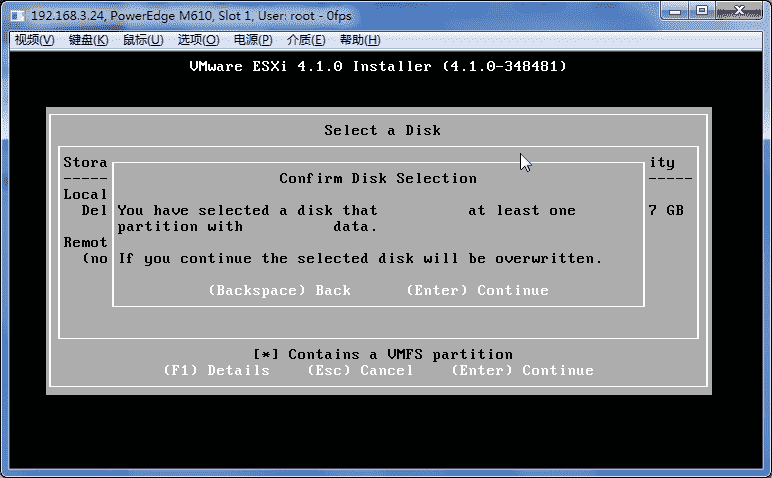 192.168.3.24, PowerEdge M610, Slot 1, User: root - 0fps
视频(V) 键盘(K) 鼠标(U) 选项(O) 电源(P) 介质(E) 帮助(H)
VMware ESXi 4.1.0 Installer (4.1.0-348481)
Select a Disk
Stora ity
----- -----
Confirm Disk Selection
Local
Del You have selected a disk that at least one 7 GB
partition with data.
Remot
(no If you continue the selected disk will be overwritten.
(Backspace) Back (Enter) Continue
[*] Contains a VMFS partition
(F1) Details (Esc) Cancel (Enter) Continue